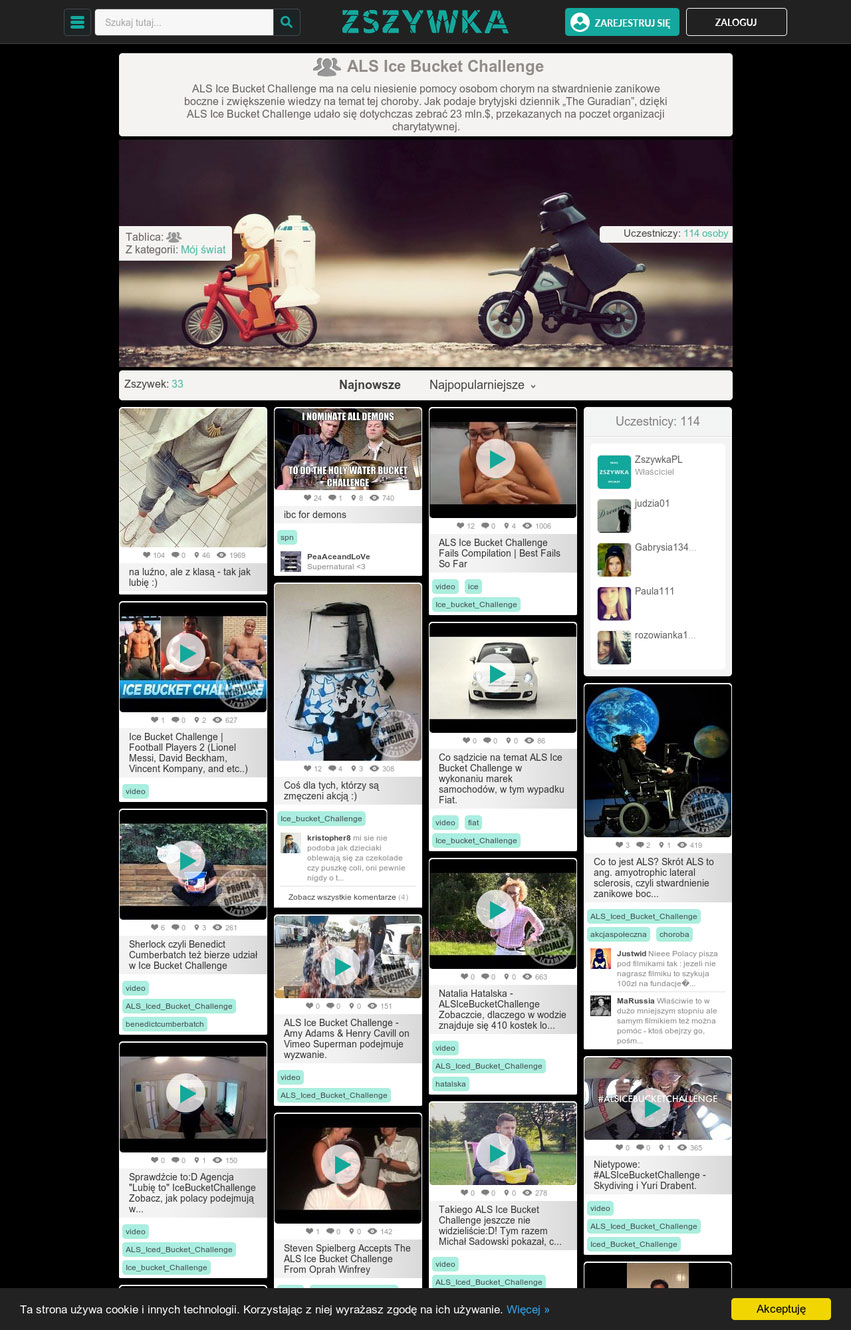 Szukaj tutaj...
ZSZYWKA
ZAREJESTRUJ SIĘ
ZALOGUJ
ALS Ice Bucket Challenge
ALS Ice Bucket Challenge ma na celu niesienie pomocy osobom chorym na stwardnienie zanikowe
boczne i zwiększenie wiedzy na temat tej choroby. Jak podaje brytyjski dziennik „The Guradian”, dzięki
ALS Ice Bucket Challenge udało się dotychczas zebrać 23 mln.$, przekazanych na poczet organizacji
charytatywnej.
Tablica:
Z kategorii: Mój świat
Uczestniczy: 114 osoby
Zszywek: 33
Najnowsze
Najpopularniejsze
104 0 46 1969
na luźno, ale z klasą - tak jak
lubię :)
ICE BUCKET CHALLENGE
PROFIL OFICJALNY
1 0 2 627
Ice Bucket Challenge |
Football Players 2 (Lionel
Messi, David Beckham,
Vincent Kompany, and etc..)
video
PROFIL OFICJALNY
6 0 3 261
Sherlock czyli Benedict
Cumberbatch też bierze udział
w Ice Bucket Challenge
video
ALS_Iced_Bucket_Challenge
benedictcumberbatch
0 0 1 150
Sprawdźcie to:D Agencja
"Lubię to" IceBucketChallenge
Zobacz, jak polacy podejmują
w...
video
ALS_Iced_Bucket_Challenge
Ice_bucket_Challenge
I NOMINATE ALL DEMONS
TO DO THE HOLY WATER BUCKET
CHALLENGE
24 1 8 740
ibc for demons
spn
PeaAceandLoVe
Supernatural <3
PROFIL OFICJALNY
12 4 3 308
Coś dla tych, którzy są
zmęczeni akcją :)
Ice_bucket_Challenge
kristopher8 mi sie nie
podoba jak dzieciaki
oblewają się za czekolade
czy puszkę coli, oni pewnie
nigdy o t...
Zobacz wszystkie komentarze (4)
PROFIL OFICJALNY
0 0 0 151
ALS Ice Bucket Challenge -
Amy Adams & Henry Cavill on
Vimeo Superman podejmuje
wyzwanie.
video
ALS_Iced_Bucket_Challenge
1 0 0 142
Steven Spielberg Accepts The
ALS Ice Bucket Challenge
From Oprah Winfrey
12 0 4 1006
ALS Ice Bucket Challenge
Fails Compilation | Best Fails
So Far
video ice
Ice_bucket_Challenge
0 0 0 86
Co sądzicie na temat ALS Ice
Bucket Challenge w
wykonaniu marek
samochodów, w tym wypadku
Fiat.
video fiat
Ice_bucket_Challenge
PROFIL OFICJALNY
0 0 0 663
Natalia Hatalska -
ALSIceBucketChallenge
Zobaczcie, dlaczego w wodzie
znajduje się 410 kostek lo...
video
ALS_Iced_Bucket_Challenge
hatalska
0 0 0 278
Takiego ALS Ice Bucket
Challenge jeszcze nie
widzieliście:D! Tym razem
Michał Sadowski pokazał, c...
video
ALS_Iced_Bucket_Challenge
Uczestnicy: 114
ZSZYWKA
ZszywkaPL
Właściciel
judzia01
Gabrysia134...
Paula111
rozowianka1...
PROFIL OFICJALNY
3 2 1 419
Co to jest ALS? Skrót ALS to
ang. amyotrophic lateral
sclerosis, czyli stwardnienie
zanikowe boc...
ALS_Iced_Bucket_Challenge
akcjaspołeczna choroba
Justwid Nieee Polacy pisza
pod filmikami tak : jezeli nie
nagrasz filmiku to szykuja
100zl na fundacje�...
MaRussia Właściwie to w
dużo mniejszym stopniu ale
samym filmikiem też można
pomóc - ktoś obejrzy go,
pośm...
#ALSICEBUCKETCHALLENGE
0 0 1 365
Nietypowe:
#ALSIceBucketChallenge -
Skydiving i Yuri Drabent.
video
ALS_Iced_Bucket_Challenge
Iced_Bucket_Challenge
Ta strona używa cookie i innych technologii. Korzystając z niej wyrażasz zgodę na ich używanie. Więcej »
Akceptuję